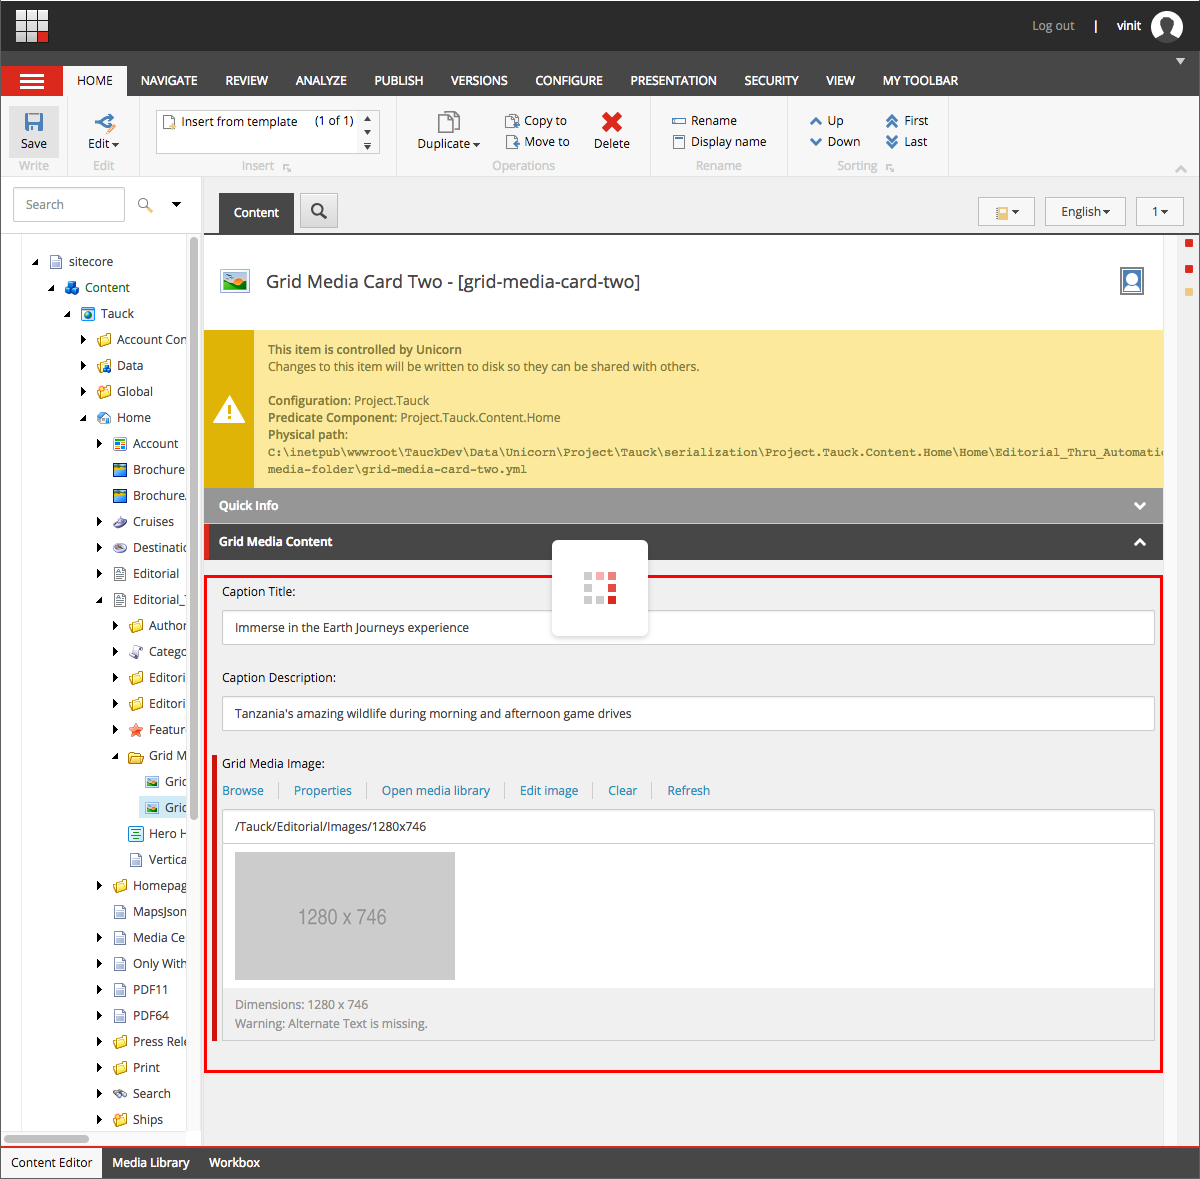 Log out | vinit
HOME NAVIGATE REVIEW ANALYZE PUBLISH VERSIONS CONFIGURE PRESENTATION SECURITY VIEW MY TOOLBAR
Save
Write
Edit
Edit
Insert from template (1 of 1)
Insert
Duplicate
Copy to
Move to
Delete
Operations
Rename
Display name
Rename
Up
Down
First
Last
Sorting
Search
Content
English
1
sitecore
Content
Tauck
Account Con
Data
Global
Home
Account
Brochure
Brochure
Cruises
Destinatio
Editorial
Editorial_
Author
Catego
Editori
Editori
Featur
Grid M
Grid
Grid
Hero H
Vertica
Homepag
MapsJson
Media Ce
Only With
PDF11
PDF64
Press Rele
Print
Search
Ships
Grid Media Card Two - [grid-media-card-two]
This item is controlled by Unicorn
Changes to this item will be written to disk so they can be shared with others.
Configuration: Project.Tauck
Predicate Component: Project.Tauck.Content.Home
Physical path:
C:\inetpub\wwwroot\TauckDev\Data\Unicorn\Project\Tauck\serialization\Project.Tauck.Content.Home\Home\Editorial_Thru_Automatic
media-folder\grid-media-card-two.yml
Quick Info
Grid Media Content
Caption Title:
Immerse in the Earth Journeys experience
Caption Description:
Tanzania's amazing wildlife during morning and afternoon game drives
Grid Media Image:
Browse Properties Open media library Edit image Clear Refresh
/Tauck/Editorial/Images/1280x746
1280 x 746
Dimensions: 1280 x 746
Warning: Alternate Text is missing.
Content Editor Media Library Workbox